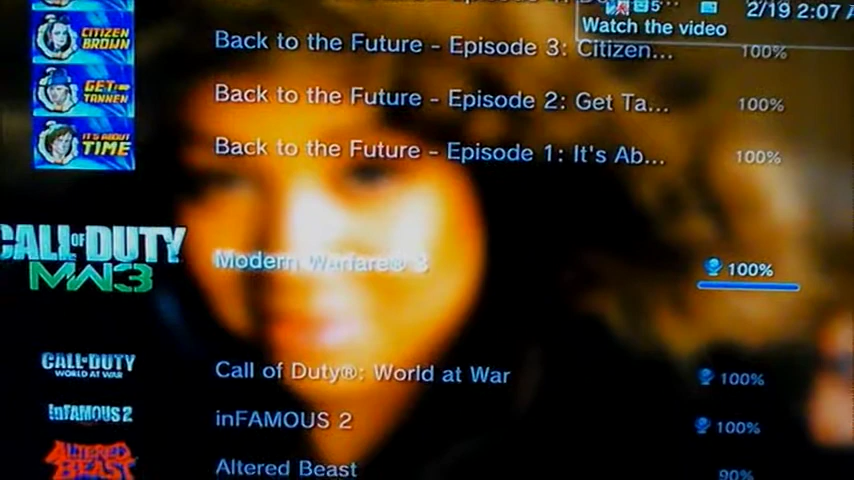 5
2/19 2:07
Watch the video
CITIZEN
BROWN
Back to the Future - Episode 3: Citizen...
100%
GET
TANNEN
Back to the Future - Episode 2: Get Ta...
100%
IT'S ABOUT
TIME
Back to the Future - Episode 1: It's Ab...
100%
CALL OF DUTY
MW3
Modern Warfare® 3
100%
CALL OF DUTY
WORLD AT WAR
Call of Duty®: World at War
100%
inFAMOUS 2
inFAMOUS 2
100%
ALTERED
BEAST
Altered Beast
90%